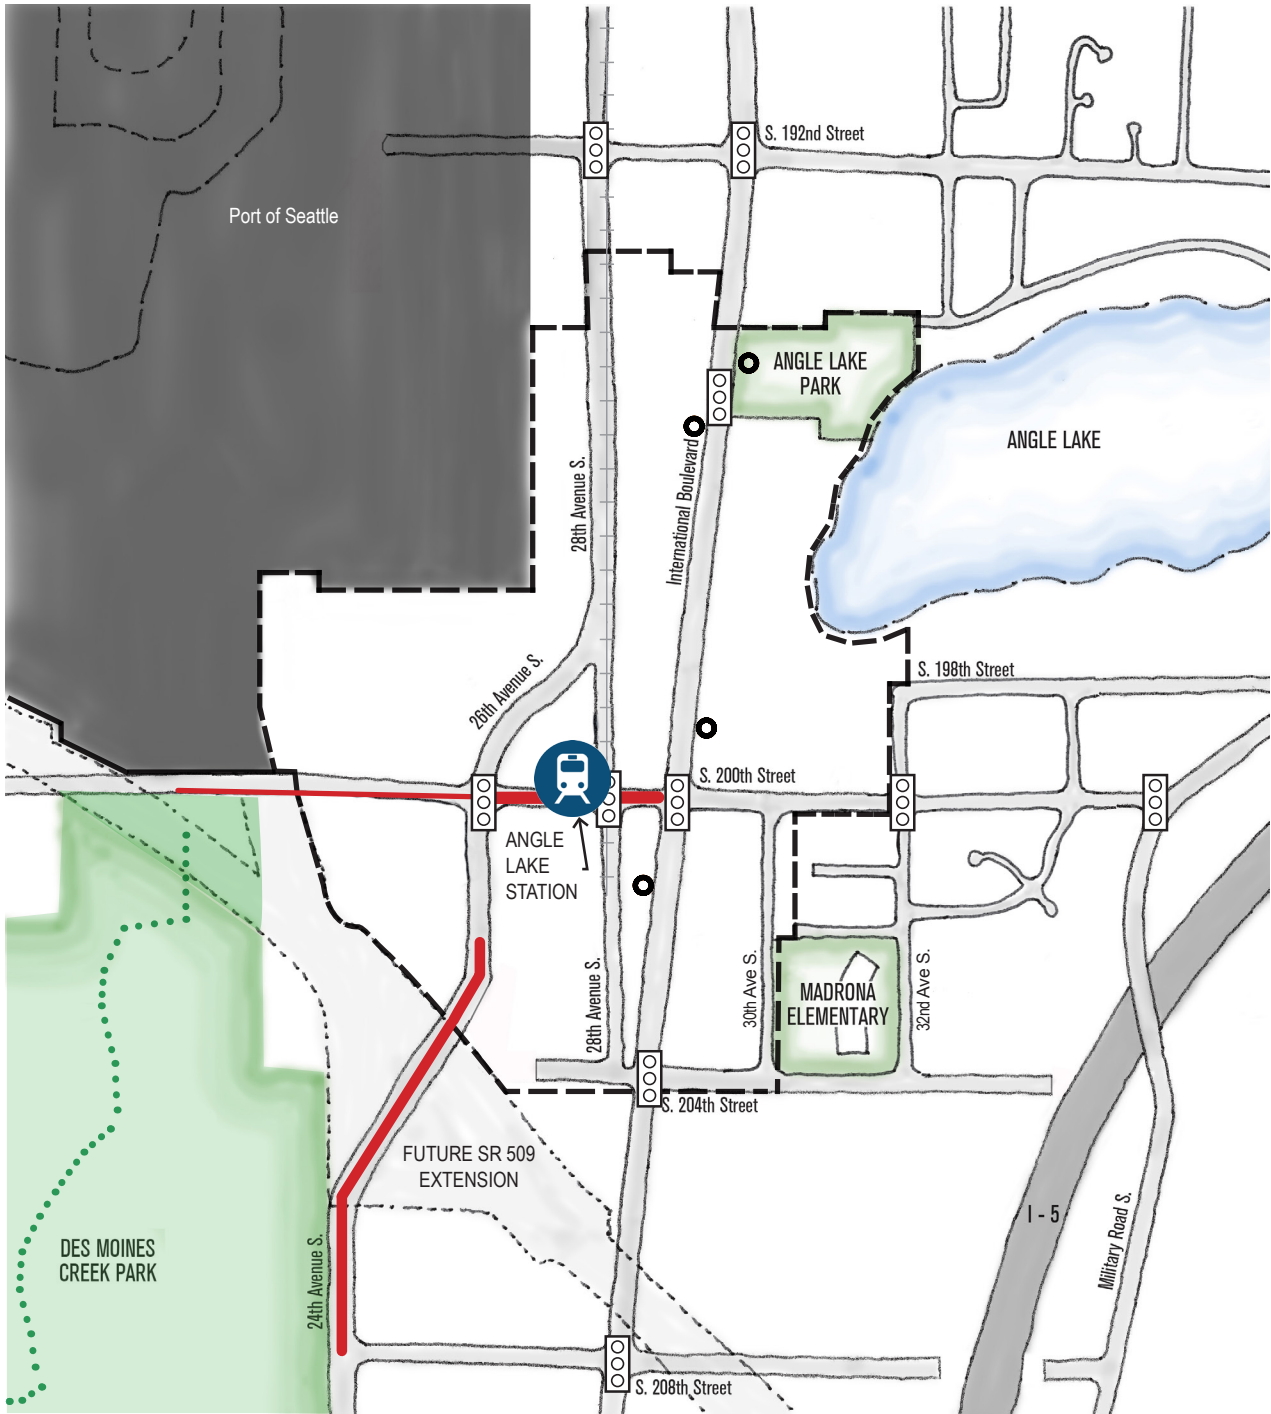 S. 192nd Street
Port of Seattle
ANGLE LAKE
PARK
ANGLE LAKE
28th Avenue S.
International Boulevard
26th Avenue S.
S. 198th Street
S. 200th Street
ANGLE
LAKE
STATION
28th Avenue S.
30th Ave S.
MADRONA
ELEMENTARY
32nd Ave S.
S. 204th Street
FUTURE SR 509
EXTENSION
I - 5
Military Road S.
DES MOINES
CREEK PARK
24th Avenue S.
S. 208th Street